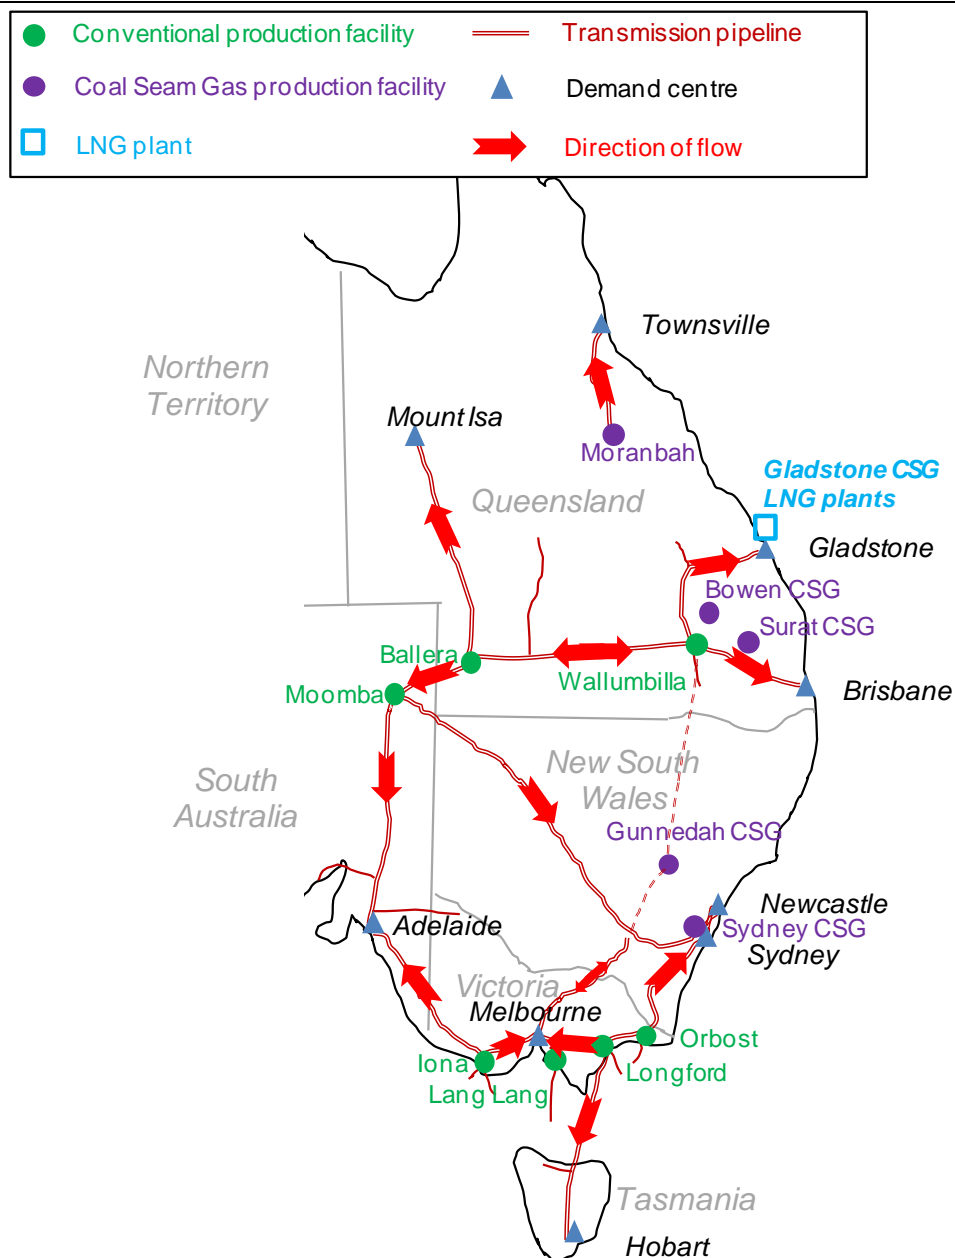 Conventional production facility
Transmission pipeline
Coal Seam Gas production facility
Demand centre
LNG plant
Direction of flow
Townsville
Northern
Territory
Mount Isa
Moranbah
Gladstone CSG
LNG plants
Queensland
Gladstone
Bowen CSG
Surat CSG
Ballera
Wallumbilla
Moomba
Brisbane
New South
Wales
South
Australia
Gunnedah CSG
Newcastle
Adelaide
Sydney CSG
Sydney
Victoria
Melbourne
Orbost
Iona
Longford
Lang Lang
Tasmania
Hobart